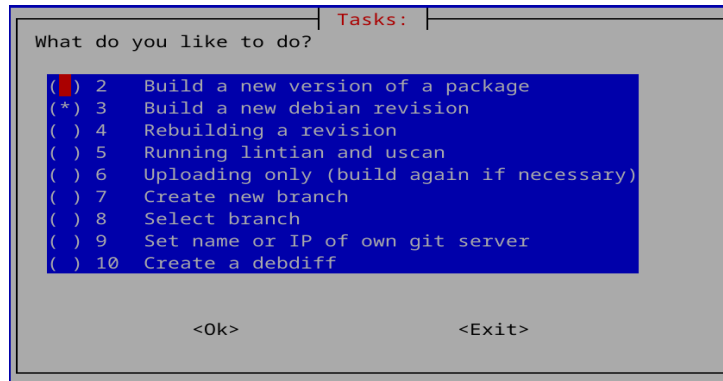 Tasks:
What do you like to do?
( ) 2 Build a new version of a package
(*) 3 Build a new debian revision
( ) 4 Rebuilding a revision
( ) 5 Running lintian and uscan
( ) 6 Uploading only (build again if necessary)
( ) 7 Create new branch
( ) 8 Select branch
( ) 9 Set name or IP of own git server
( ) 10 Create a debdiff
<Ok> <Exit>